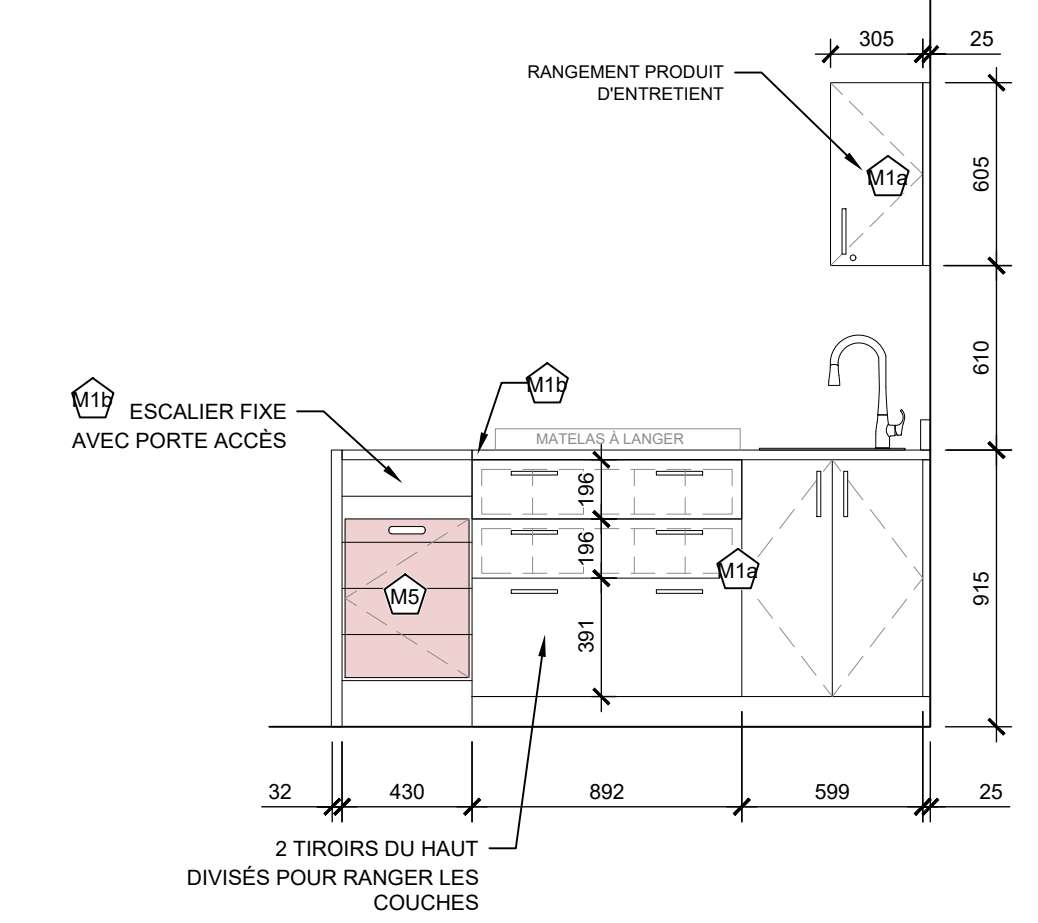 305
25
RANGEMENT PRODUIT
D'ENTRETIENT
M1a
605
610
M1b
M1b
ESCALIER FIXE
AVEC PORTE ACCÈS
MATELAS À LANGER
196
196
M1a
M5
391
915
32
430
892
599
25
2 TIROIRS DU HAUT
DIVISÉS POUR RANGER LES
COUCHES